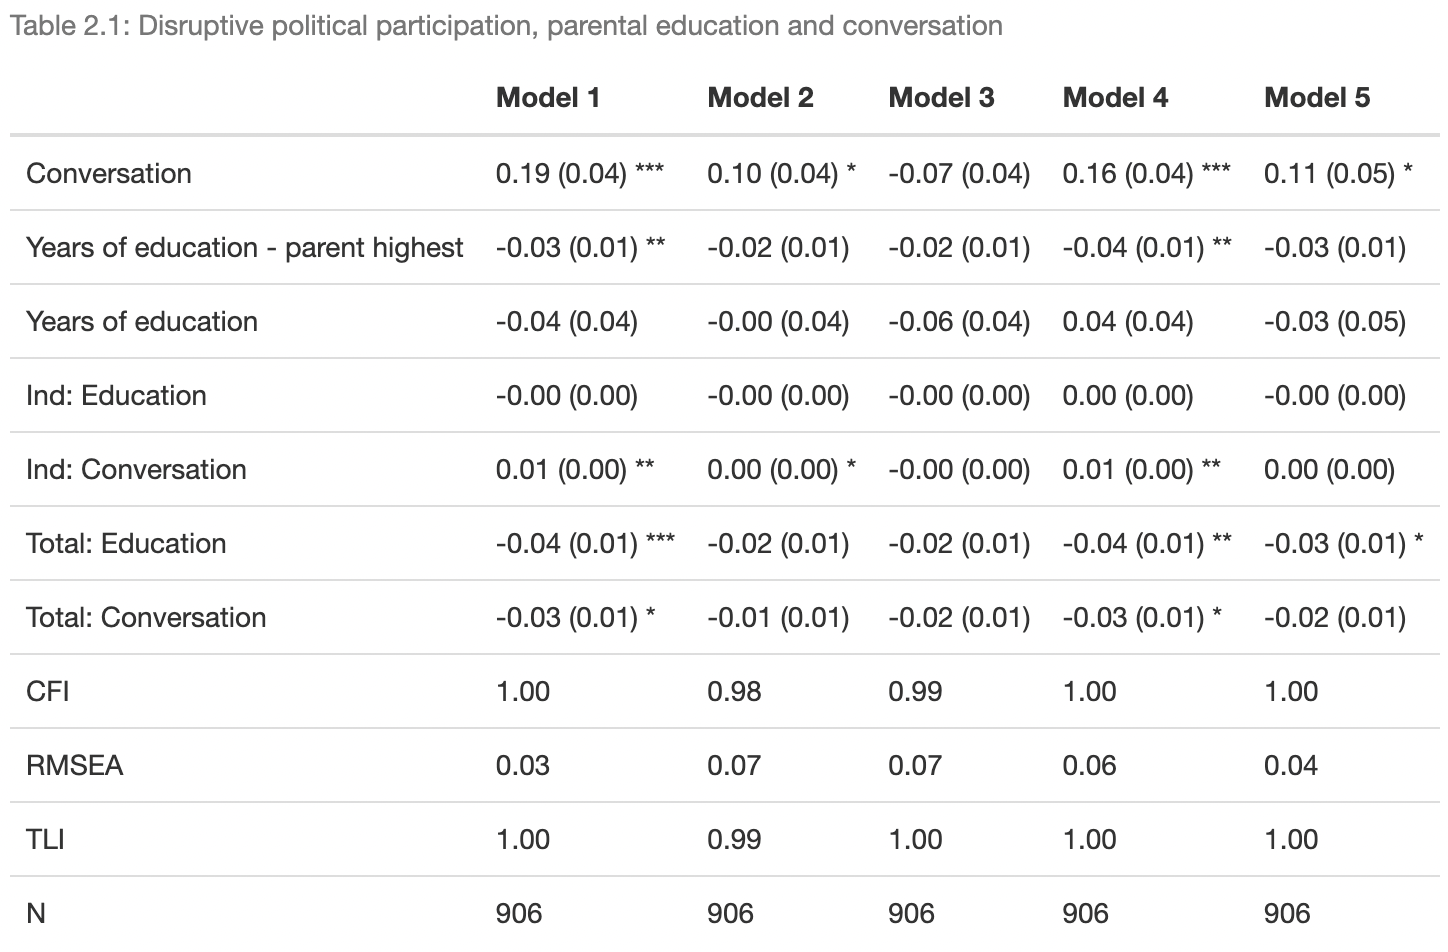 Table 2.1: Disruptive political participation, parental education and conversation
Model 1 Model 2 Model 3 Model 4 Model 5
Conversation 0.19 (0.04) *** 0.10 (0.04) * -0.07 (0.04) 0.16 (0.04) *** 0.11 (0.05) *
Years of education - parent highest -0.03 (0.01) ** -0.02 (0.01) -0.02 (0.01) -0.04 (0.01) ** -0.03 (0.01)
Years of education -0.04 (0.04) -0.00 (0.04) -0.06 (0.04) 0.04 (0.04) -0.03 (0.05)
Ind: Education -0.00 (0.00) -0.00 (0.00) -0.00 (0.00) 0.00 (0.00) -0.00 (0.00)
Ind: Conversation 0.01 (0.00) ** 0.00 (0.00) * -0.00 (0.00) 0.01 (0.00) ** 0.00 (0.00)
Total: Education -0.04 (0.01) *** -0.02 (0.01) -0.02 (0.01) -0.04 (0.01) ** -0.03 (0.01) *
Total: Conversation -0.03 (0.01) * -0.01 (0.01) -0.02 (0.01) -0.03 (0.01) * -0.02 (0.01)
CFI 1.00 0.98 0.99 1.00 1.00
RMSEA 0.03 0.07 0.07 0.06 0.04
TLI 1.00 0.99 1.00 1.00 1.00
N 906 906 906 906 906